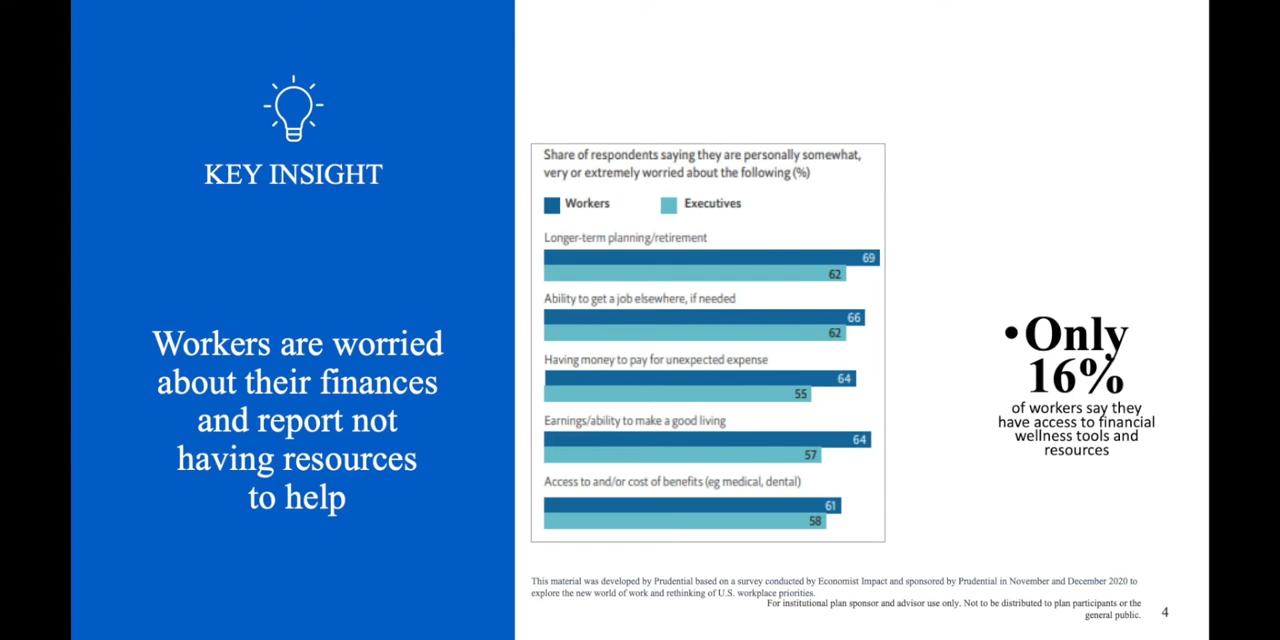 KEY INSIGHT
Workers are worried
about their finances
and report not
having resources
to help
Share of respondents saying they are personally somewhat,
very or extremely worried about the following (%)
Workers Executives
Longer-term planning/retirement
69
62
Ability to get a job elsewhere, if needed
66
62
Having money to pay for unexpected expense
64
55
Earnings/ability to make a good living
64
57
Access to and/or cost of benefits (eg medical, dental)
61
58
•Only
16%
of workers say they
have access to financial
wellness tools and
resources
This material was developed by Prudential based on a survey conducted by Economist Impact and sponsored by Prudential in November and December 2020 to
explore the new world of work and rethinking of U.S. workplace priorities.
For institutional plan sponsor and advisor use only. Not to be distributed to plan participants or the
general public.
4